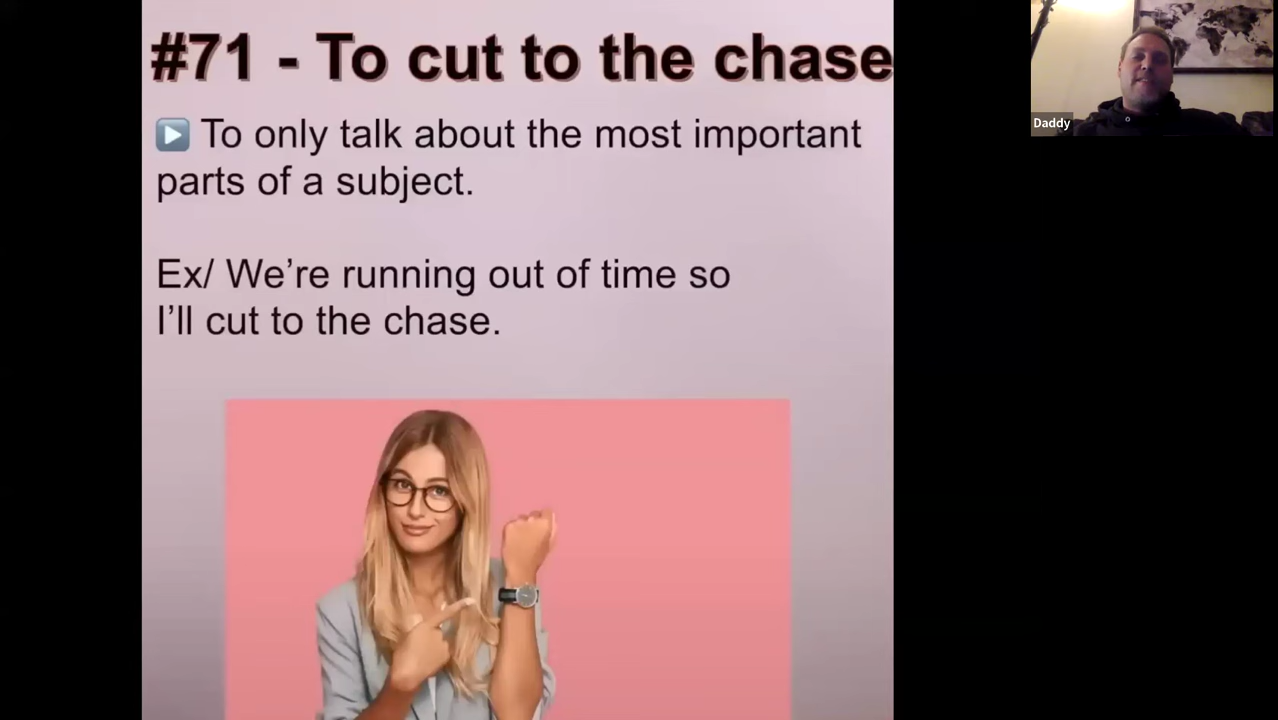 #71 - To cut to the chase
To only talk about the most important
parts of a subject.
Ex/ We’re running out of time so
I’ll cut to the chase.
Daddy